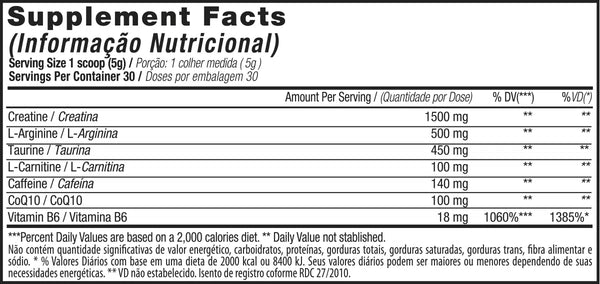 Supplement Facts
(Informação Nutricional)
Serving Size 1 scoop (5g) / Porção: 1 colher medida ( 5g )
Servings Per Container 30 / Doses por embalagem 30
Amount Per Serving / (Quantidade por Dose) % DV(***) %VD(*)
Creatine / Creatina 1500 mg ** **
L-Arginine / L-Arginina 500 mg ** **
Taurine / Taurina 450 mg ** **
L-Carnitine / L-Carnitina 100 mg ** **
Caffeine / Cafeína 140 mg ** **
CoQ10 / CoQ10 100 mg ** **
Vitamin B6 / Vitamina B6 18 mg 1060%*** 1385%*
***Percent Daily Values are based on a 2,000 calories diet. ** Daily Value not stablished.
Não contém quantidade significativas de valor energético, carboidratos, proteínas, gorduras totais, gorduras saturadas, gorduras trans, fibra alimentar e
sódio. * % Valores Diários com base em uma dieta de 2000 kcal ou 8400 kJ. Seus valores diários podem ser maiores ou menores dependendo de suas
necessidades energéticas. ** VD não estabelecido. Isento de registro coforme RDC 27/2010.